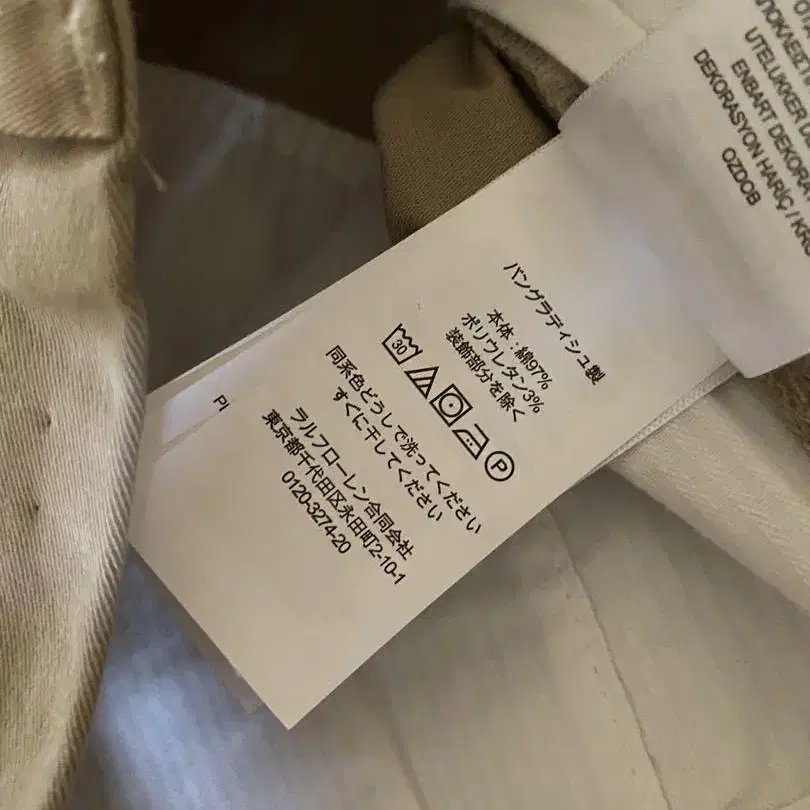 バングラディシュ製
本体：綿97%
ポリウレタン3%
装飾部分を除く
30 P
同系色どうしで洗ってください
すぐに干してください
ラルフローレン合同会社
東京都千代田区永田町2-10-1
0120-3274-20
PI
UTELUKKER
ENBART DEKORA
DEKORASYON HARİÇ / KR
OZDOB